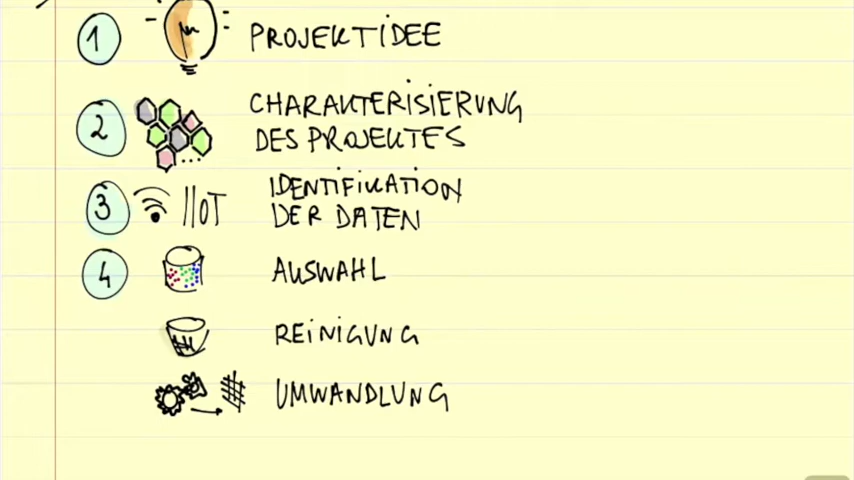 1 PROJEKTIDEE
2 CHARAKTERISIERUNG
DES PROJEKTES
3 IIOT IDENTIFIKATION
DER DATEN
4 AUSWAHL
REINIGUNG
UMWANDLUNG